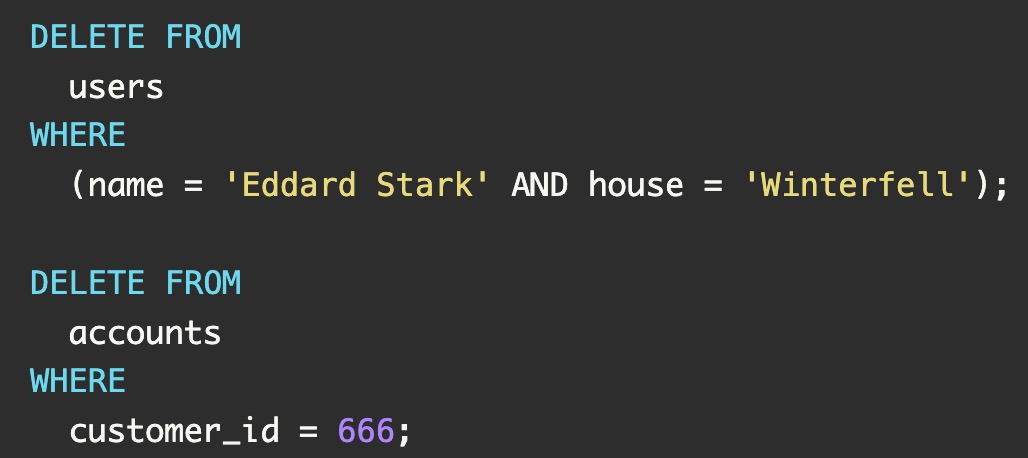 DELETE FROM
users
WHERE
(name = 'Eddard Stark' AND house = 'Winterfell');
DELETE FROM
accounts
WHERE
customer_id = 666;